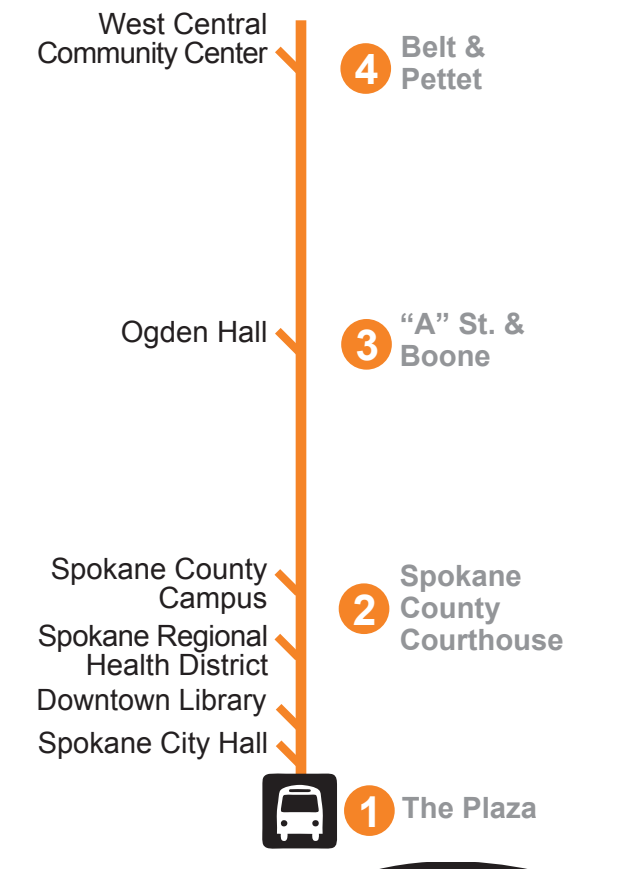 West Central
Community Center
4
Belt &
Pettet
Ogden Hall
3
“A” St. &
Boone
Spokane County
Campus
2
Spokane
County
Courthouse
Spokane Regional
Health District
Downtown Library
Spokane City Hall
1
The Plaza